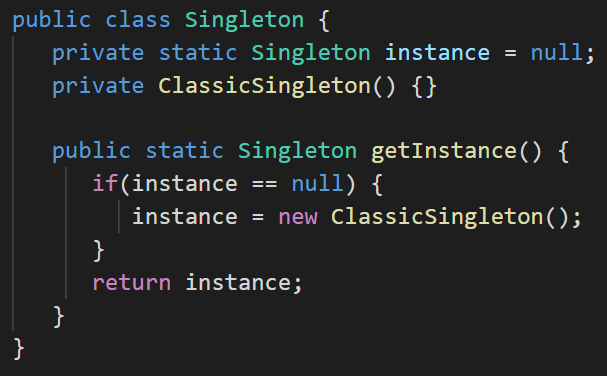 public class Singleton {
    private static Singleton instance = null;
    private ClassicSingleton() {}

    public static Singleton getInstance() {
        if(instance == null) {
            instance = new ClassicSingleton();
        }
        return instance;
    }
}